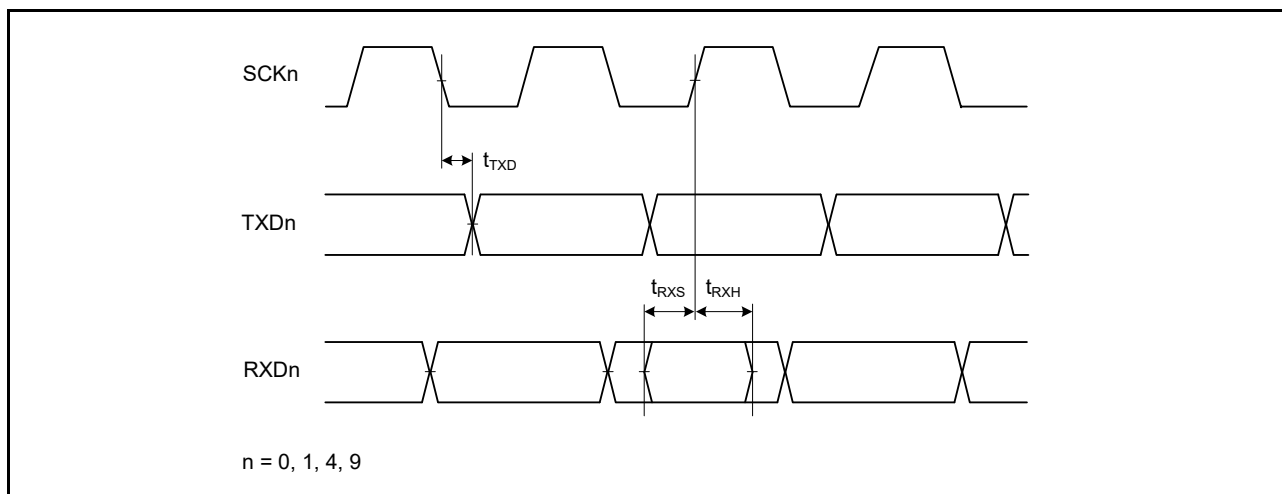 SCKn
tTXD
TXDn
tRXS tRXH
RXDn
n = 0, 1, 4, 9